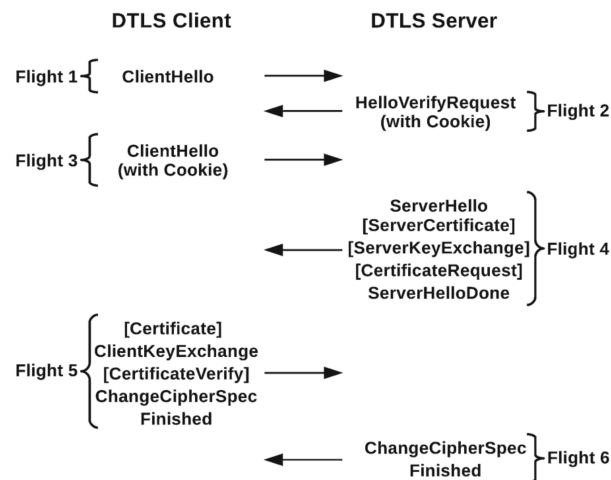 DTLS Client DTLS Server
Flight 1 ClientHello
HelloVerifyRequest
(with Cookie)
Flight 2
Flight 3
ClientHello
(with Cookie)
ServerHello
[ServerCertificate]
[ServerKeyExchange]
[CertificateRequest]
ServerHelloDone
Flight 4
Flight 5
[Certificate]
ClientKeyExchange
[CertificateVerify]
ChangeCipherSpec
Finished
ChangeCipherSpec
Finished
Flight 6